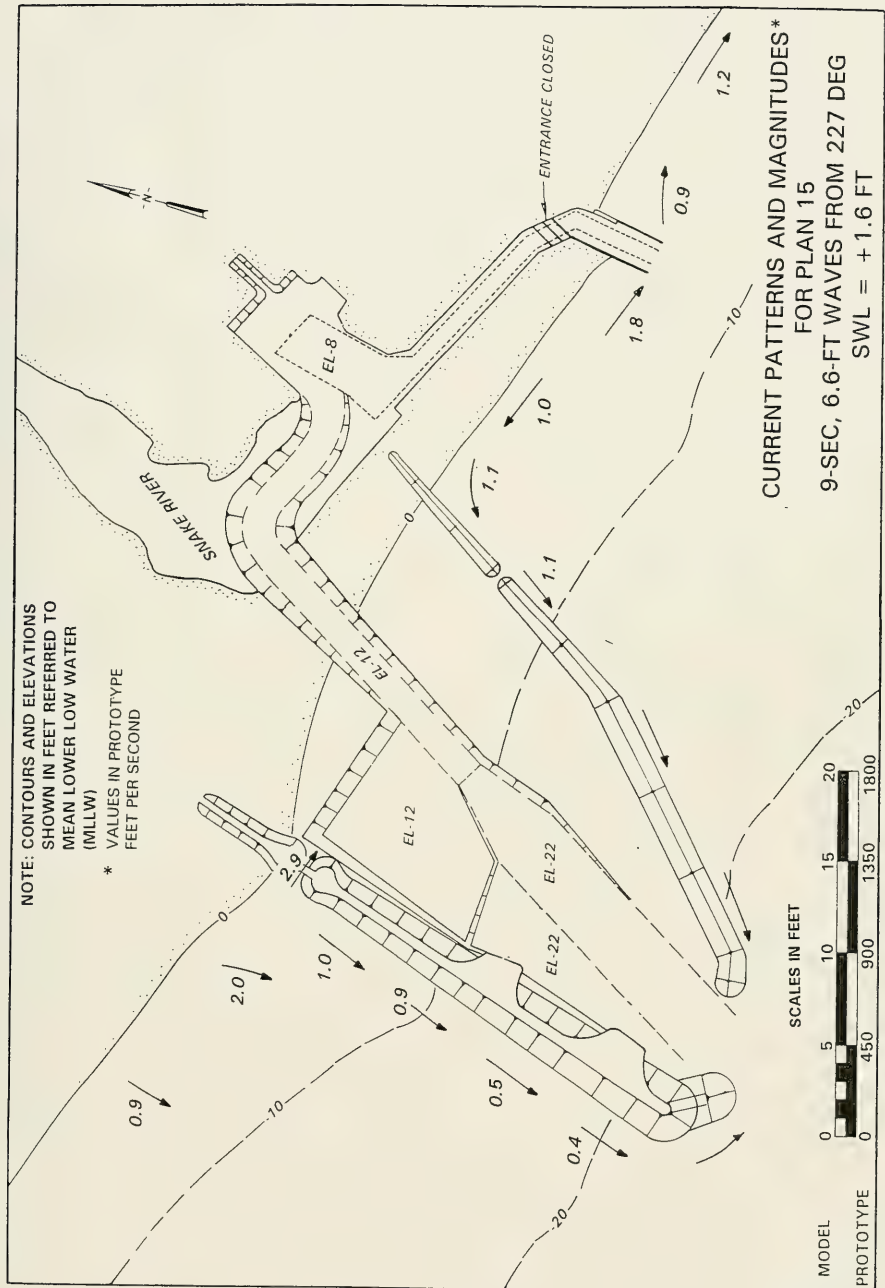 NOTE: CONTOURS AND ELEVATIONS
SHOWN IN FEET REFERRED TO
MEAN LOWER LOW WATER
(MLLW)
* VALUES IN PROTOTYPE
FEET PER SECOND
-N-
SNAKE RIVER
EL-8
ENTRANCE CLOSED
0
0
EL-12
EL-12
EL-22
EL-22
2.9
2.0
1.0
0.9
0.9
0.5
0.4
1.1
1.1
1.0
1.8
0.9
1.2
-10
-10
-20
-20
SCALES IN FEET
MODEL 0 5 10 15 20
PROTOTYPE 0 450 900 1350 1800
CURRENT PATTERNS AND MAGNITUDES*
FOR PLAN 15
9-SEC, 6.6-FT WAVES FROM 227 DEG
SWL = +1.6 FT